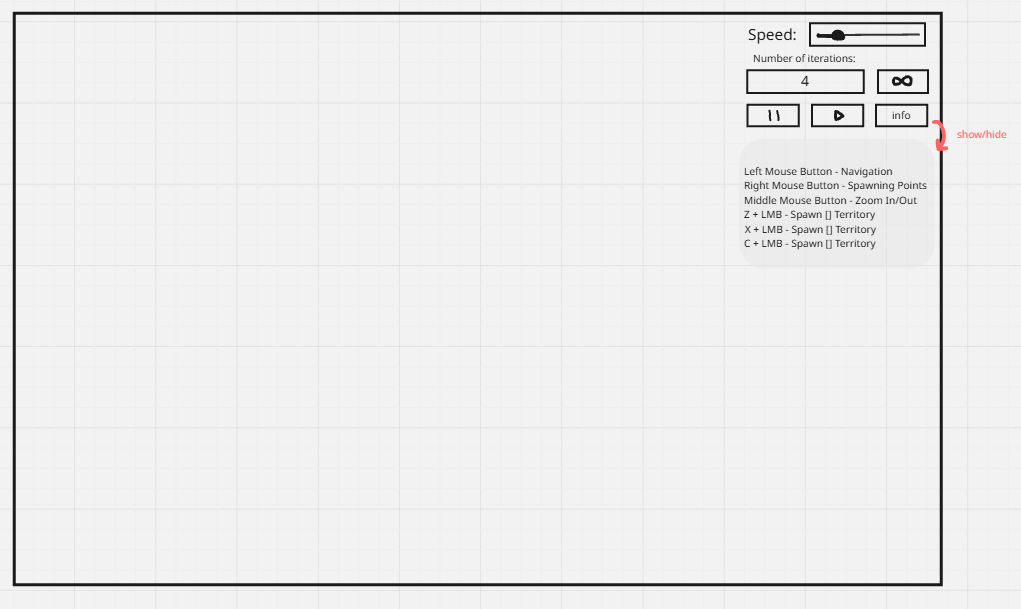 Speed:
Number of iterations:
4
info
show/hide
Left Mouse Button - Navigation
Right Mouse Button - Spawning Points
Middle Mouse Button - Zoom In/Out
Z + LMB - Spawn [] Territory
X + LMB - Spawn [] Territory
C + LMB - Spawn [] Territory